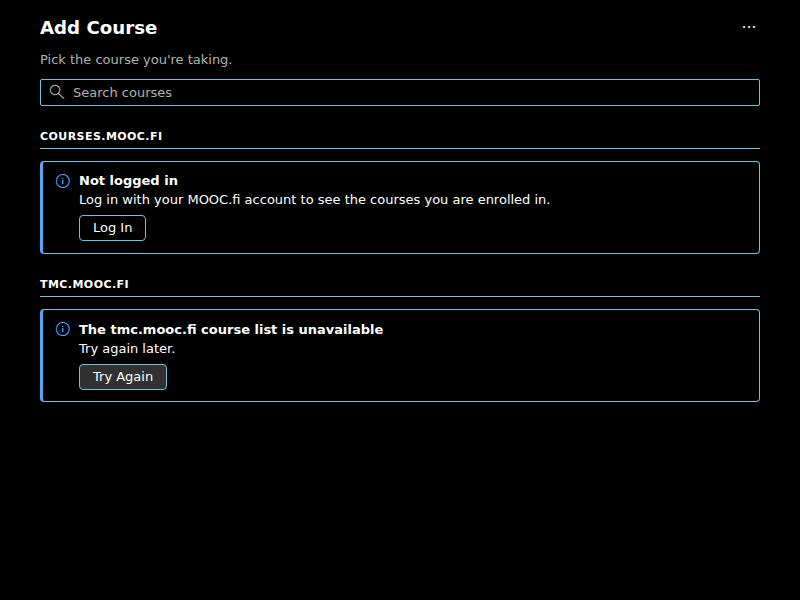 Add Course
Pick the course you're taking.
Search courses
COURSES.MOOC.FI
Not logged in
Log in with your MOOC.fi account to see the courses you are enrolled in.
Log In
TMC.MOOC.FI
The tmc.mooc.fi course list is unavailable
Try again later.
Try Again